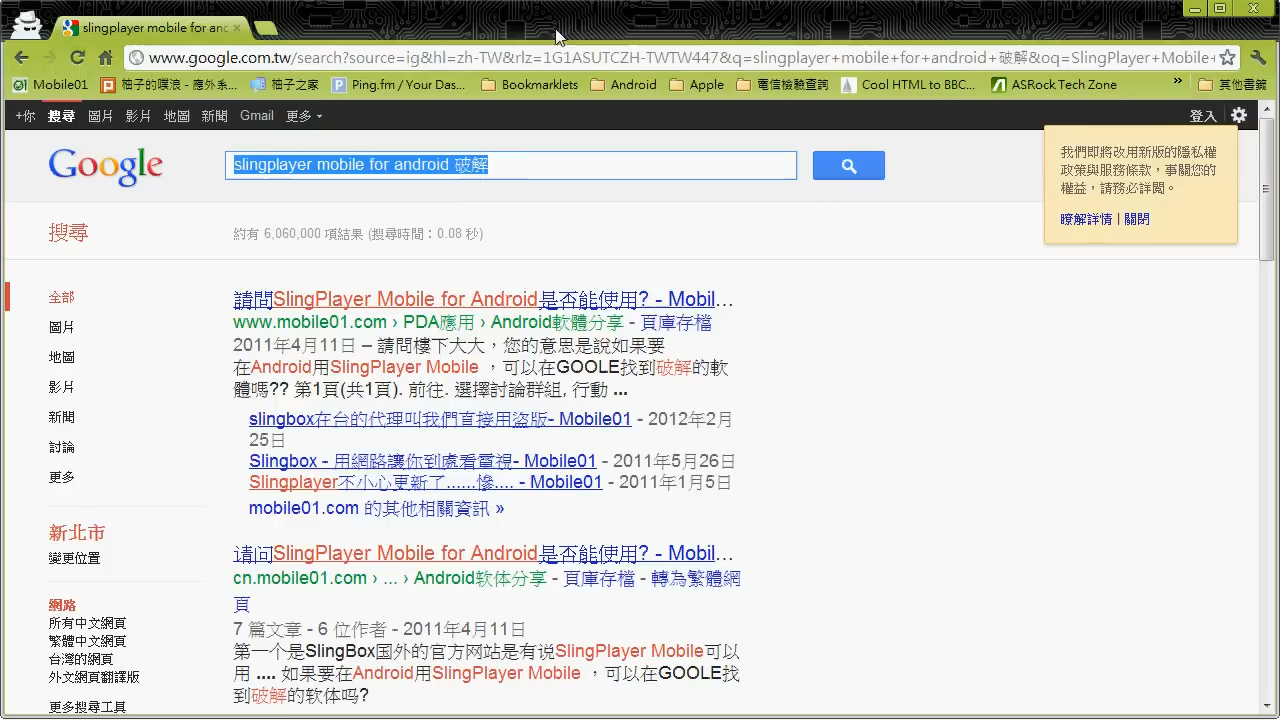 slingplayer mobile for and
www.google.com.tw/search?source=ig&hl=zh-TW&rlz=1G1ASUTCZH-TWTW447&q=slingplayer+mobile+for+android+破解&oq=SlingPlayer+Mobile+
Mobile01 柚子的嘆浪 - 應外系... 柚子之家 Ping.fm / Your Das... Bookmarklets Android Apple 電信檢驗查詢 Cool HTML to BBC... ASRock Tech Zone » 其他書籤
+你 搜尋 圖片 影片 地圖 新聞 Gmail 更多 登入
Google slingplayer mobile for android 破解
我們即將改用新版的隱私權
政策與服務條款，事關您的
權益，請務必詳閱。
瞭解詳情 | 關閉
搜尋 約有 6,060,000 項結果 (搜尋時間：0.08 秒)
全部
圖片
地圖
影片
新聞
討論
更多
新北市
變更位置
網路
所有中文網頁
繁體中文網頁
台灣的網頁
外文網頁翻譯版
更多搜尋工具
請問SlingPlayer Mobile for Android是否能使用? - Mobil...
www.mobile01.com › PDA應用 › Android軟體分享 - 頁庫存檔
2011年4月11日 – 請問樓下大大，您的意思是說如果要
在Android用SlingPlayer Mobile ，可以在GOOLE找到破解的軟
體嗎?? 第1頁(共1頁). 前往. 選擇討論群組, 行動 ...
slingbox在台的代理叫我們直接用盜版- Mobile01 - 2012年2月
25日
Slingbox - 用網路讓你到處看電視- Mobile01 - 2011年5月26日
Slingplayer不小心更新了......慘.... - Mobile01 - 2011年1月5日
mobile01.com 的其他相關資訊 »
请问SlingPlayer Mobile for Android是否能使用? - Mobil...
cn.mobile01.com › ... › Android软体分享 - 頁庫存檔 - 轉為繁體網
頁
7 篇文章 - 6 位作者 - 2011年4月11日
第一个是SlingBox国外的官方网站是有说SlingPlayer Mobile可以
用 .... 如果要在Android用SlingPlayer Mobile ，可以在GOOLE找
到破解的软体吗?